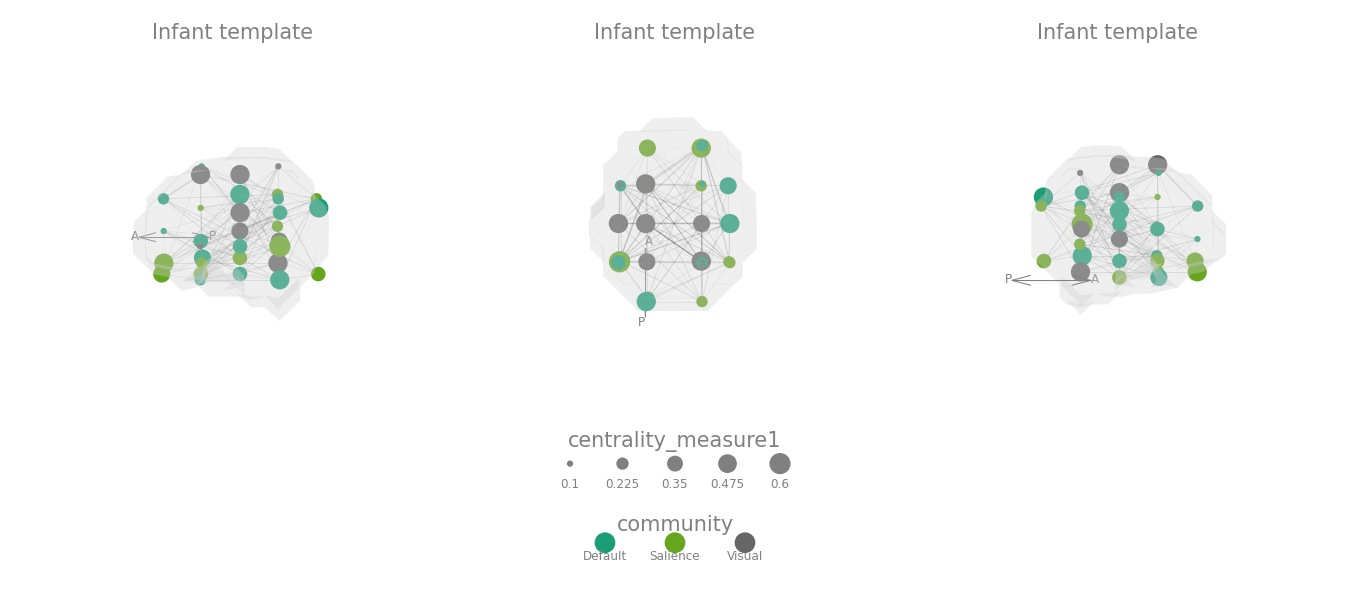 Infant template Infant template Infant template
A P
A
P
P A
centrality_measure1
0.1 0.225 0.35 0.475 0.6
community
Default Salience Visual